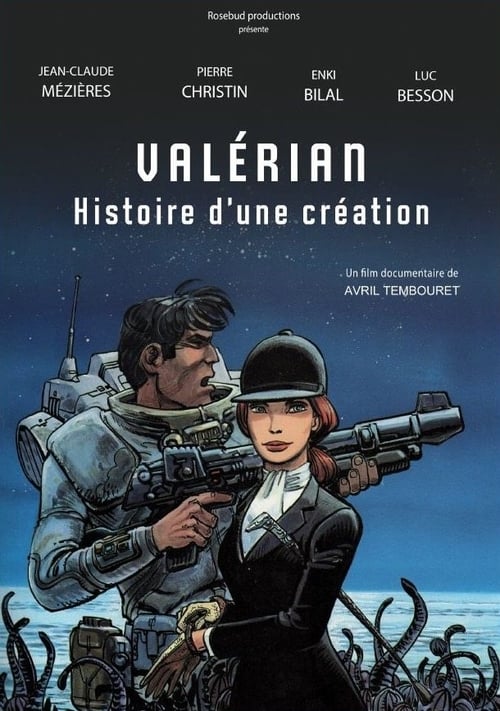 Rosebud productions
présente
JEAN-CLAUDE
MÉZIÈRES
PIERRE
CHRISTIN
ENKI
BILAL
LUC
BESSON
VALÉRIAN
Histoire d'une création
Un film documentaire de
AVRIL TEMBOURET